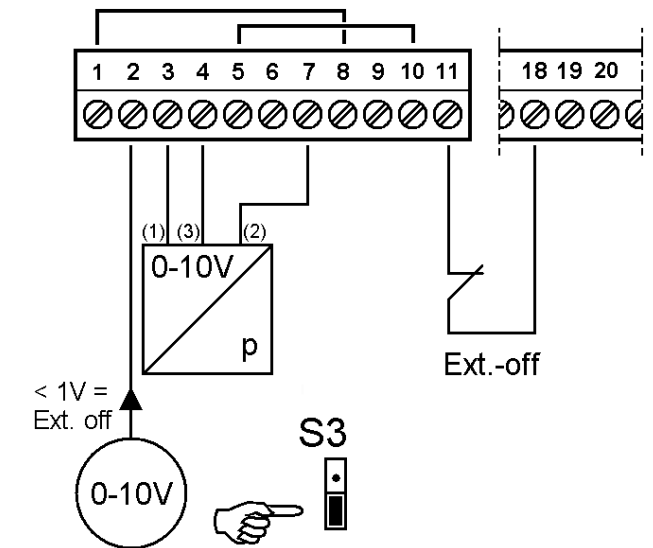 1 2 3 4 5 6 7 8 9 10 11 18 19 20
(1) (3) (2)
0-10V
p
Ext.-off
< 1V =
Ext. off
S3
0-10V